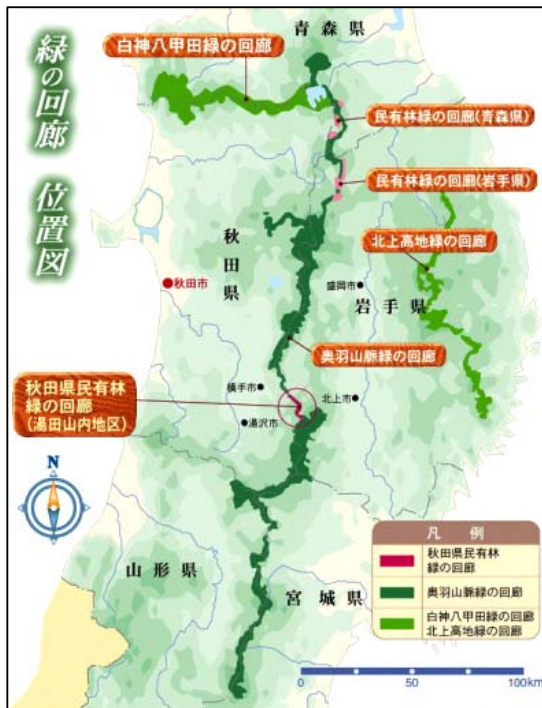 緑の回廊 位置図
青森県
白神八甲田緑の回廊
民有林緑の回廊(青森県)
民有林緑の回廊(岩手県)
北上高地緑の回廊
秋田県
●秋田市
盛岡市●
岩手県
奥羽山脈緑の回廊
秋田県民有林
緑の回廊
(湯田山内地区)
横手市●
北上市●
●湯沢市
N
山形県
宮城県
凡 例
秋田県民有林
緑の回廊
奥羽山脈緑の回廊
白神八甲田緑の回廊
北上高地緑の回廊
0 50 100km